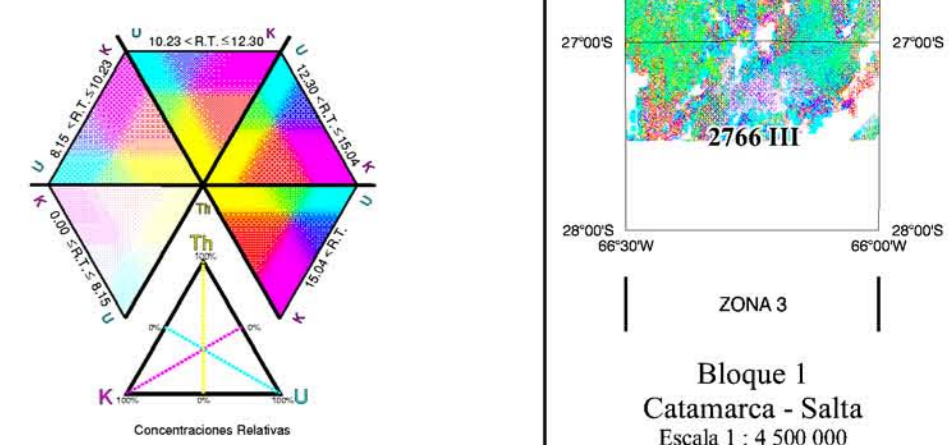 U
10.23 < R.T. ≤ 12.30
K
K
U
8.15 < R.T. ≤ 10.23
12.30 < R.T. ≤ 15.04
U
K
K
U
0.00 ≤ R.T. ≤ 8.15
15.04 < R.T.
U
K
Th
Th
100%
0%
0%
K
100%
0%
100%
U
Concentraciones Relativas
27°00'S
27°00'S
2766 III
28°00'S
28°00'S
66°30'W
66°00'W
ZONA 3
Bloque 1
Catamarca - Salta
Escala 1 : 4 500 000